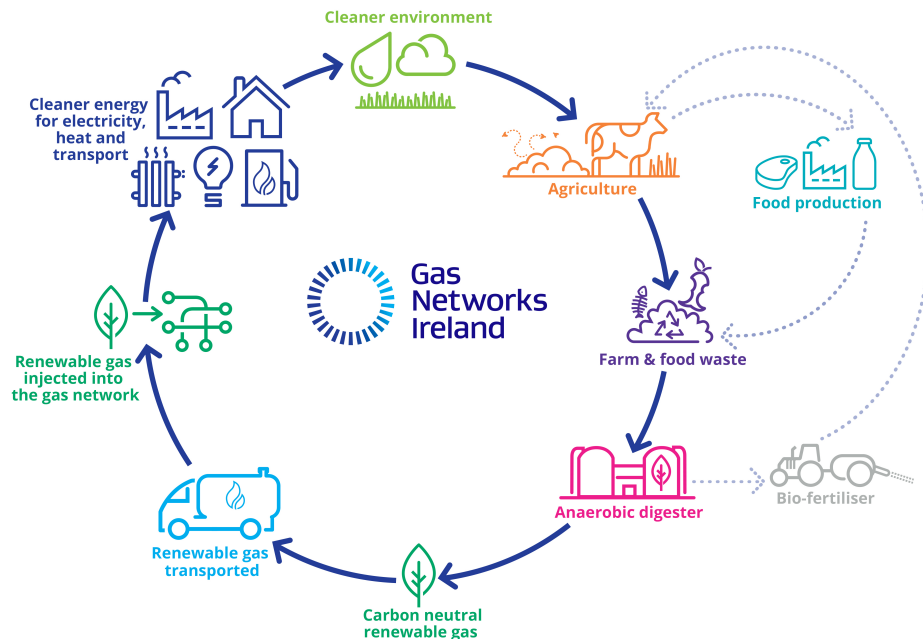 Cleaner environment
Cleaner energy
for electricity,
heat and
transport
Agriculture
Food production
Gas
Networks
Ireland
Farm & food waste
Renewable gas
injected into
the gas network
Anaerobic digester
Bio-fertiliser
Renewable gas
transported
Carbon neutral
renewable gas